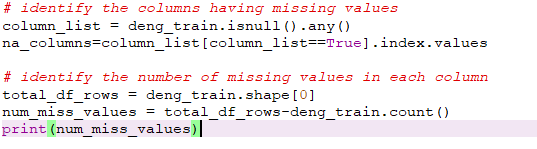 # identify the columns having missing values
column_list = deng_train.isnull().any()
na_columns=column_list[column_list==True].index.values
# identify the number of missing values in each column
total_df_rows = deng_train.shape[0]
num_miss_values = total_df_rows-deng_train.count()
print(num_miss_values)